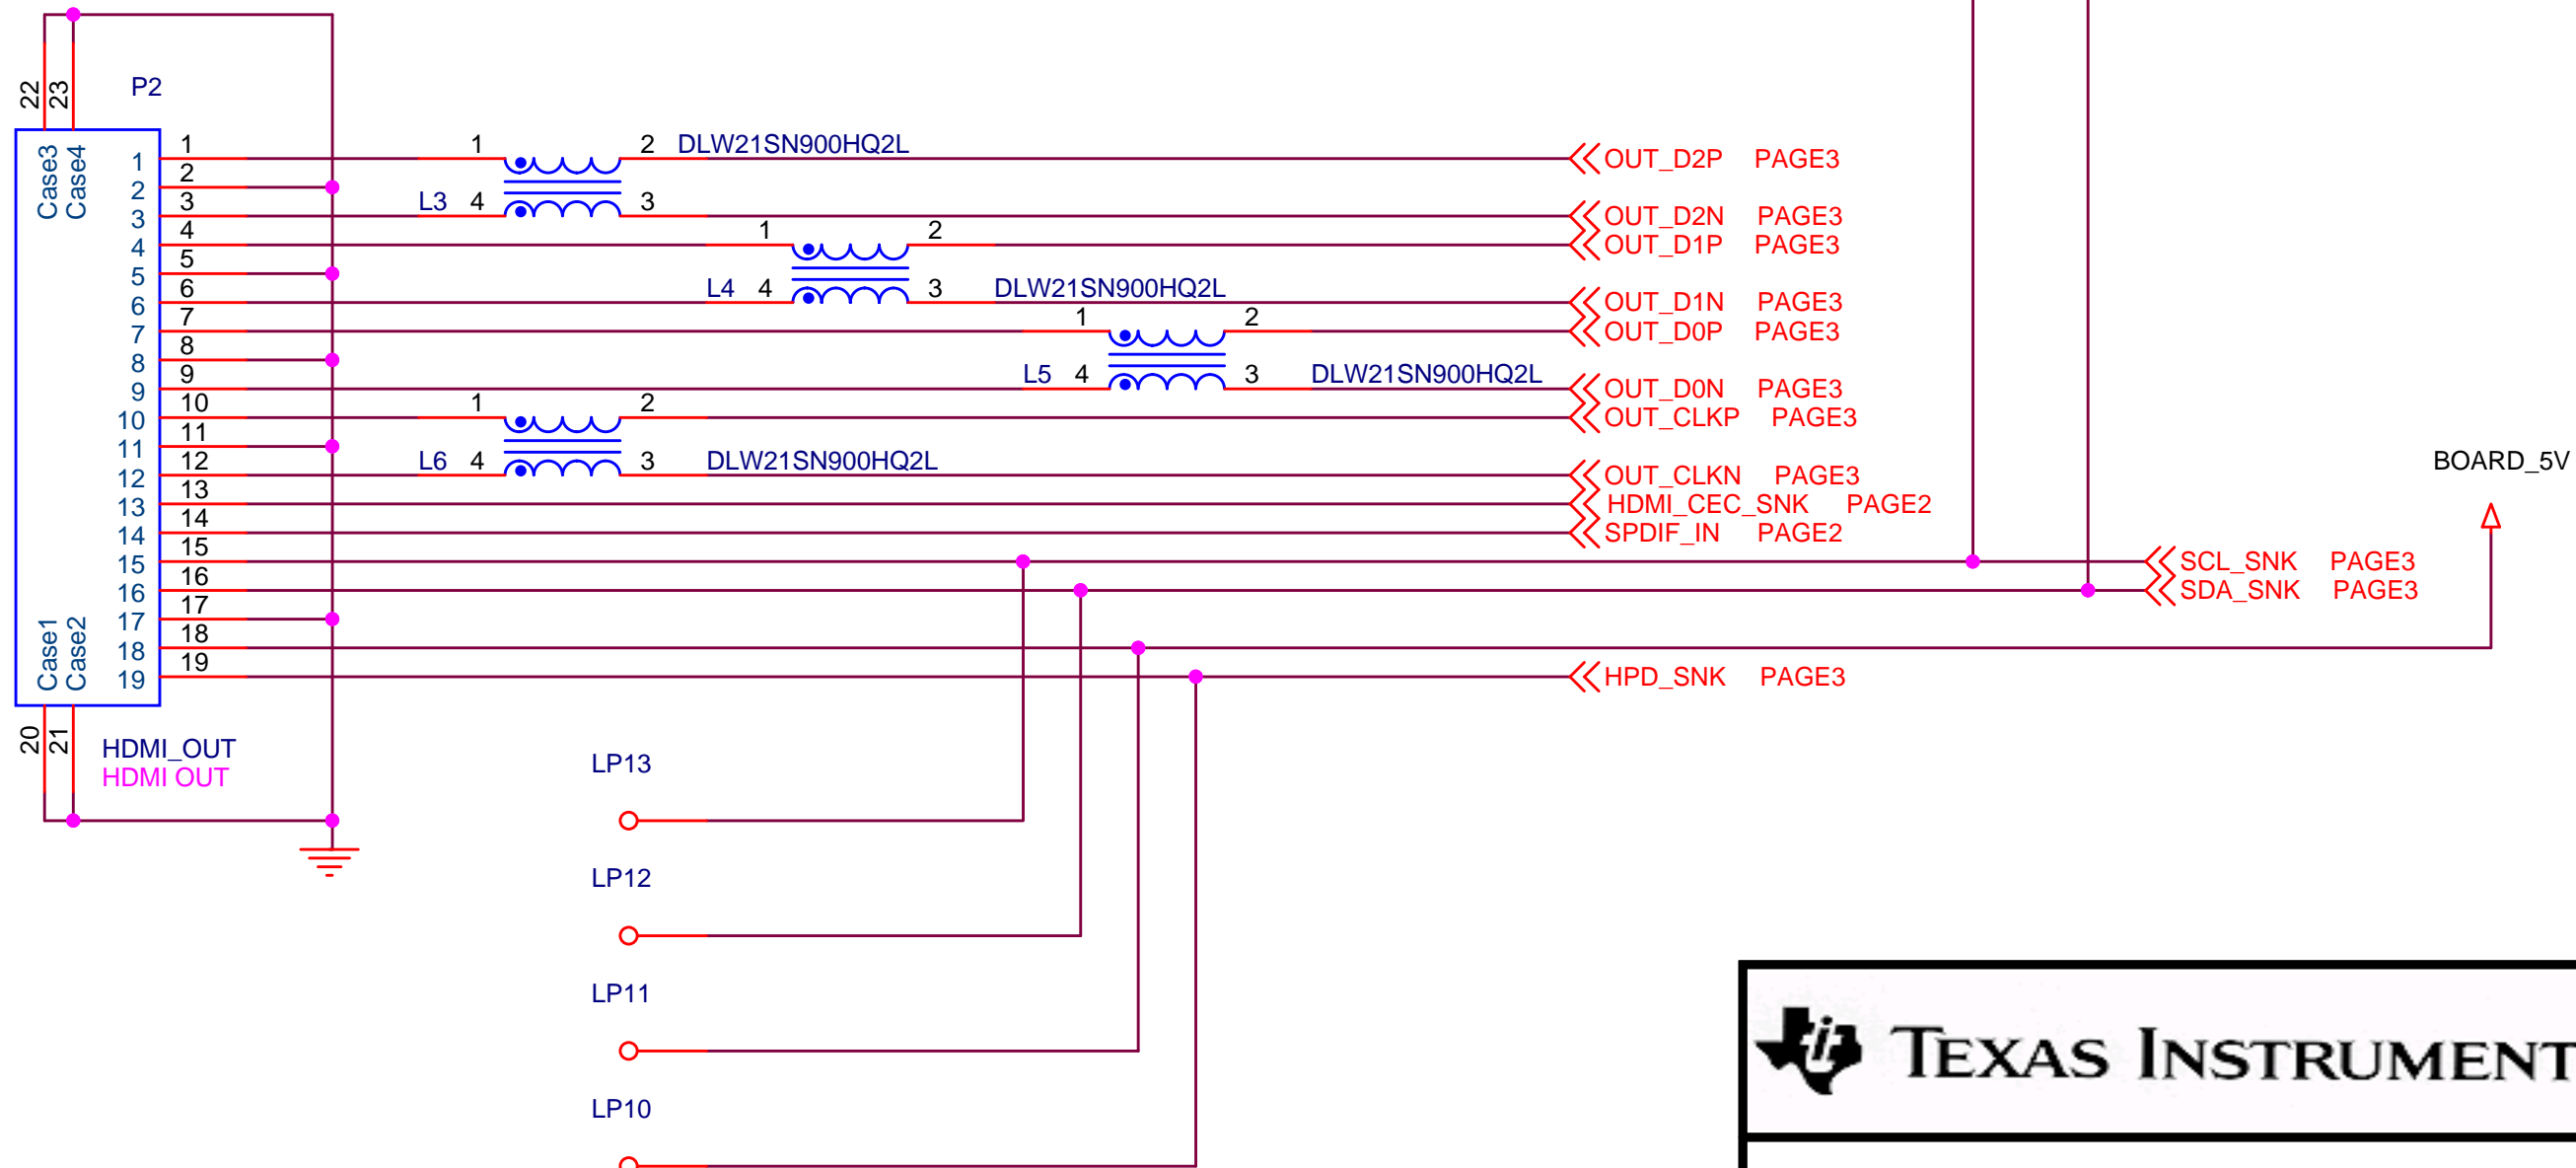 22
23
P2
Case3
Case4
1 1 1 2 DLW21SN900HQ2L OUT_D2P PAGE3
2 2
3 3 L3 4 3 OUT_D2N PAGE3
4 4 1 2 OUT_D1P PAGE3
5 5
6 6 L4 4 3 DLW21SN900HQ2L OUT_D1N PAGE3
7 7 1 2 OUT_D0P PAGE3
8 8
9 9 L5 4 3 DLW21SN900HQ2L OUT_D0N PAGE3
10 10 1 2 OUT_CLKP PAGE3
11 11
12 12 L6 4 3 DLW21SN900HQ2L OUT_CLKN PAGE3
BOARD_5V
13 13 HDMI_CEC_SNK PAGE2
14 14 SPDIF_IN PAGE2
15 15 SCL_SNK PAGE3
16 16 SDA_SNK PAGE3
17 17
18 18
19 19 HPD_SNK PAGE3
Case1
Case2
20
21
HDMI_OUT
HDMI OUT
LP13
LP12
LP11
LP10
TEXAS INSTRUMENT